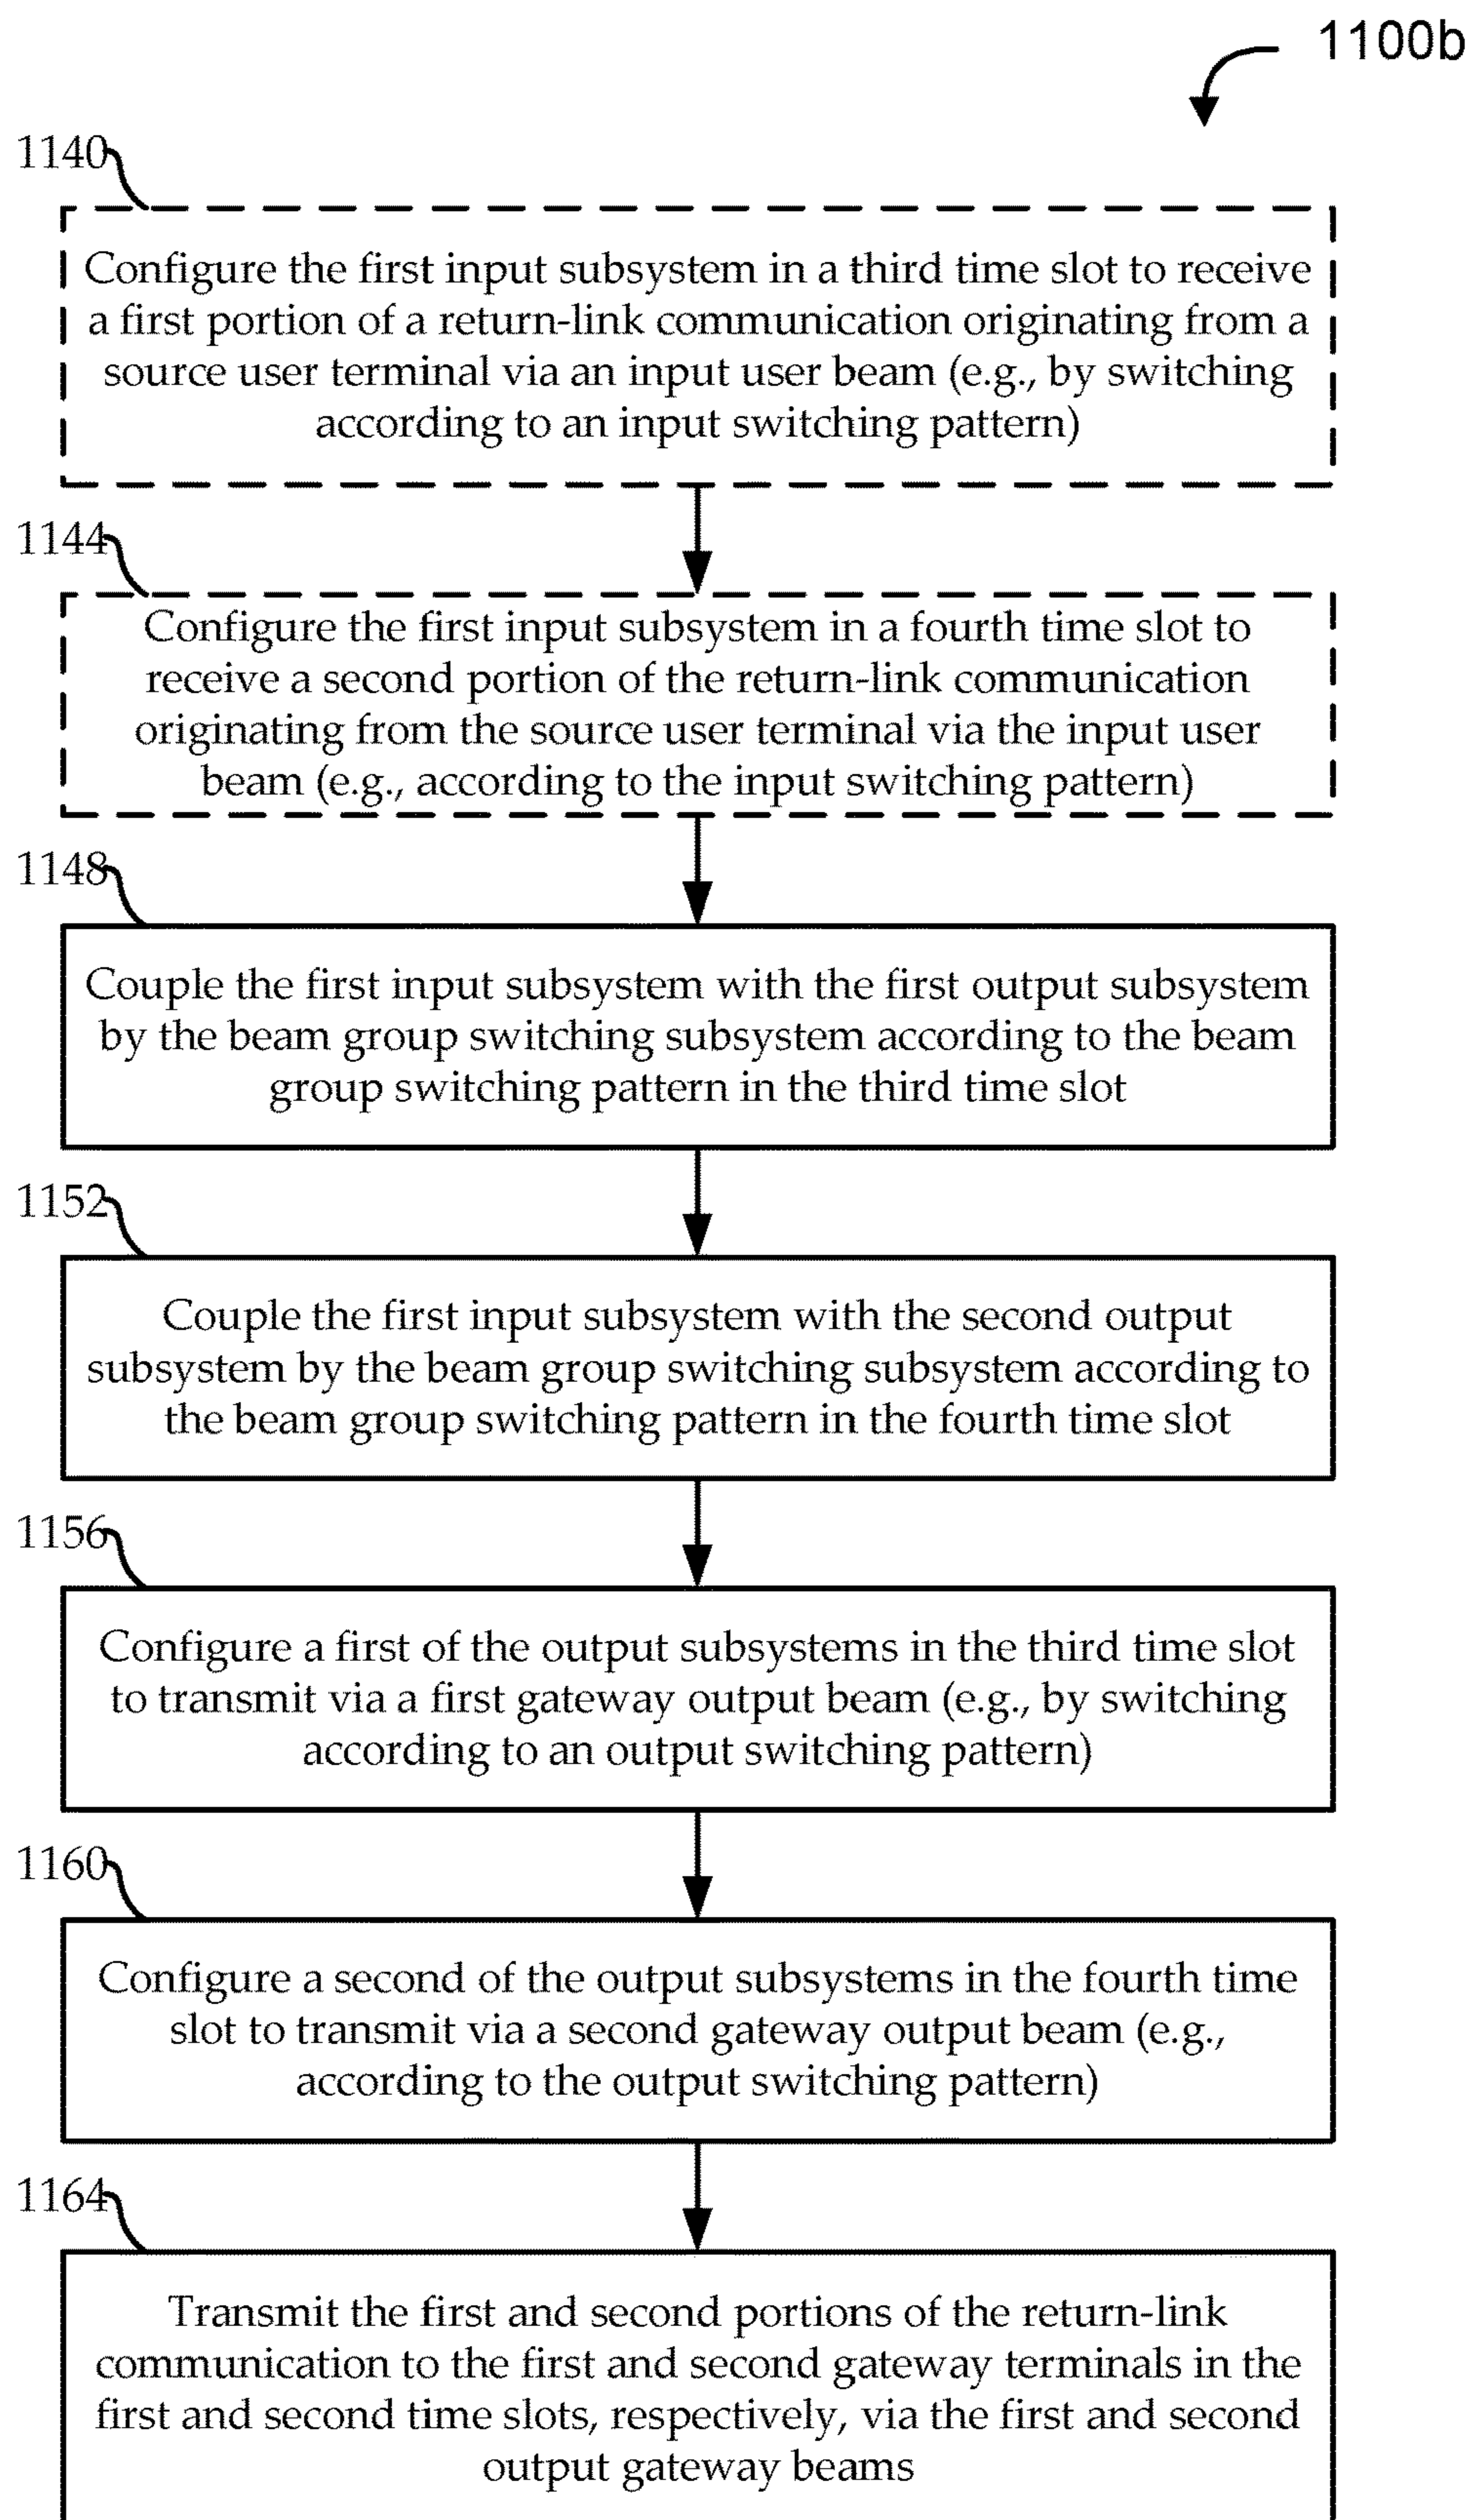 1100b
1140
Configure the first input subsystem in a third time slot to receive
a first portion of a return-link communication originating from a
source user terminal via an input user beam (e.g., by switching
according to an input switching pattern)
1144
Configure the first input subsystem in a fourth time slot to
receive a second portion of the return-link communication
originating from the source user terminal via the input user
beam (e.g., according to the input switching pattern)
1148
Couple the first input subsystem with the first output subsystem
by the beam group switching subsystem according to the beam
group switching pattern in the third time slot
1152
Couple the first input subsystem with the second output
subsystem by the beam group switching subsystem according to
the beam group switching pattern in the fourth time slot
1156
Configure a first of the output subsystems in the third time slot
to transmit via a first gateway output beam (e.g., by switching
according to an output switching pattern)
1160
Configure a second of the output subsystems in the fourth time
slot to transmit via a second gateway output beam (e.g.,
according to the output switching pattern)
1164
Transmit the first and second portions of the return-link
communication to the first and second gateway terminals in the
first and second time slots, respectively, via the first and second
output gateway beams